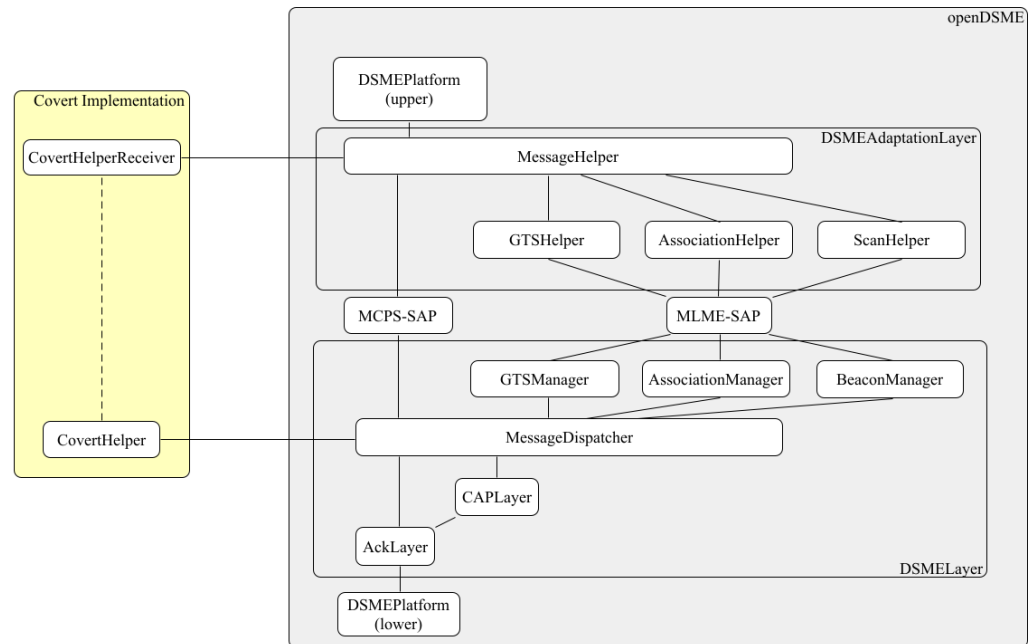 openDSME
DSMEPlatform
(upper)
Covert Implementation
DSMEAdaptationLayer
CovertHelperReceiver
MessageHelper
GTSHelper
AssociationHelper
ScanHelper
MCPS-SAP
MLME-SAP
GTSManager
AssociationManager
BeaconManager
CovertHelper
MessageDispatcher
CAPLayer
AckLayer
DSMELayer
DSMEPlatform
(lower)